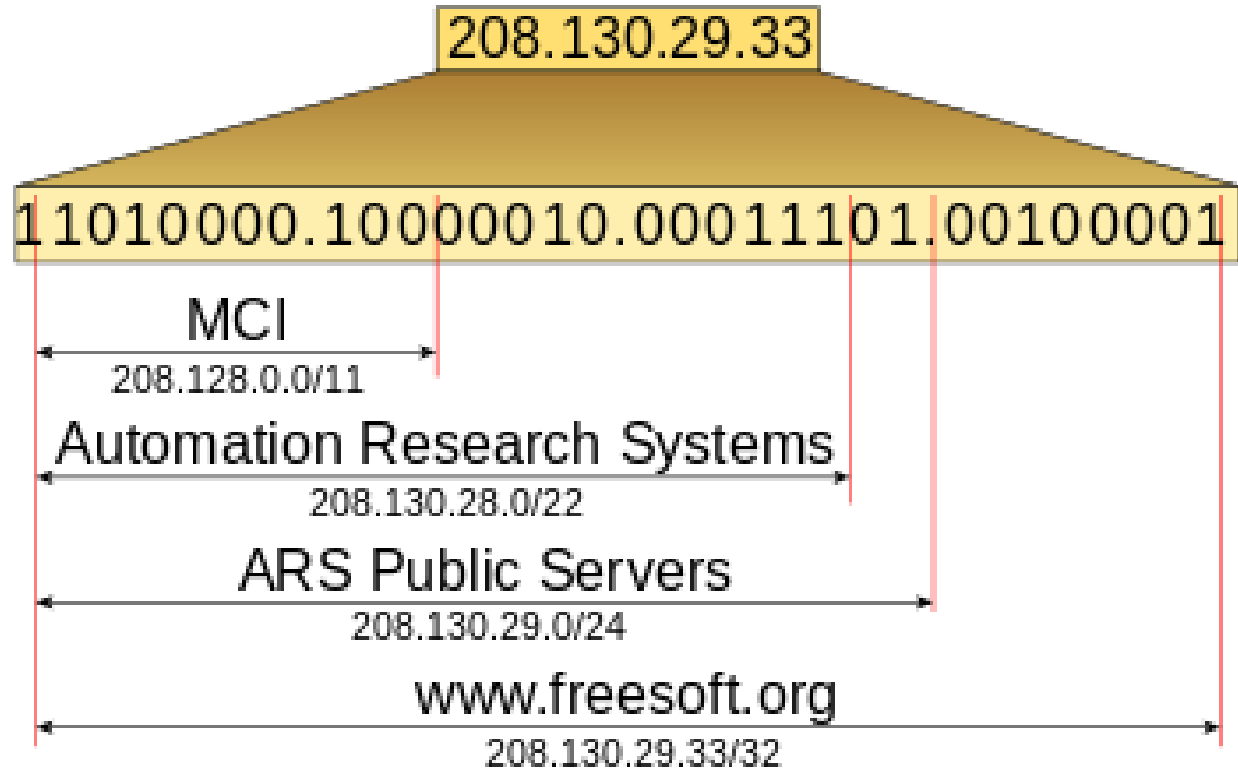 208.130.29.33
11010000.10000010.00011101.00100001
MCI
208.128.0.0/11
Automation Research Systems
208.130.28.0/22
ARS Public Servers
208.130.29.0/24
www.freesoft.org
208.130.29.33/32